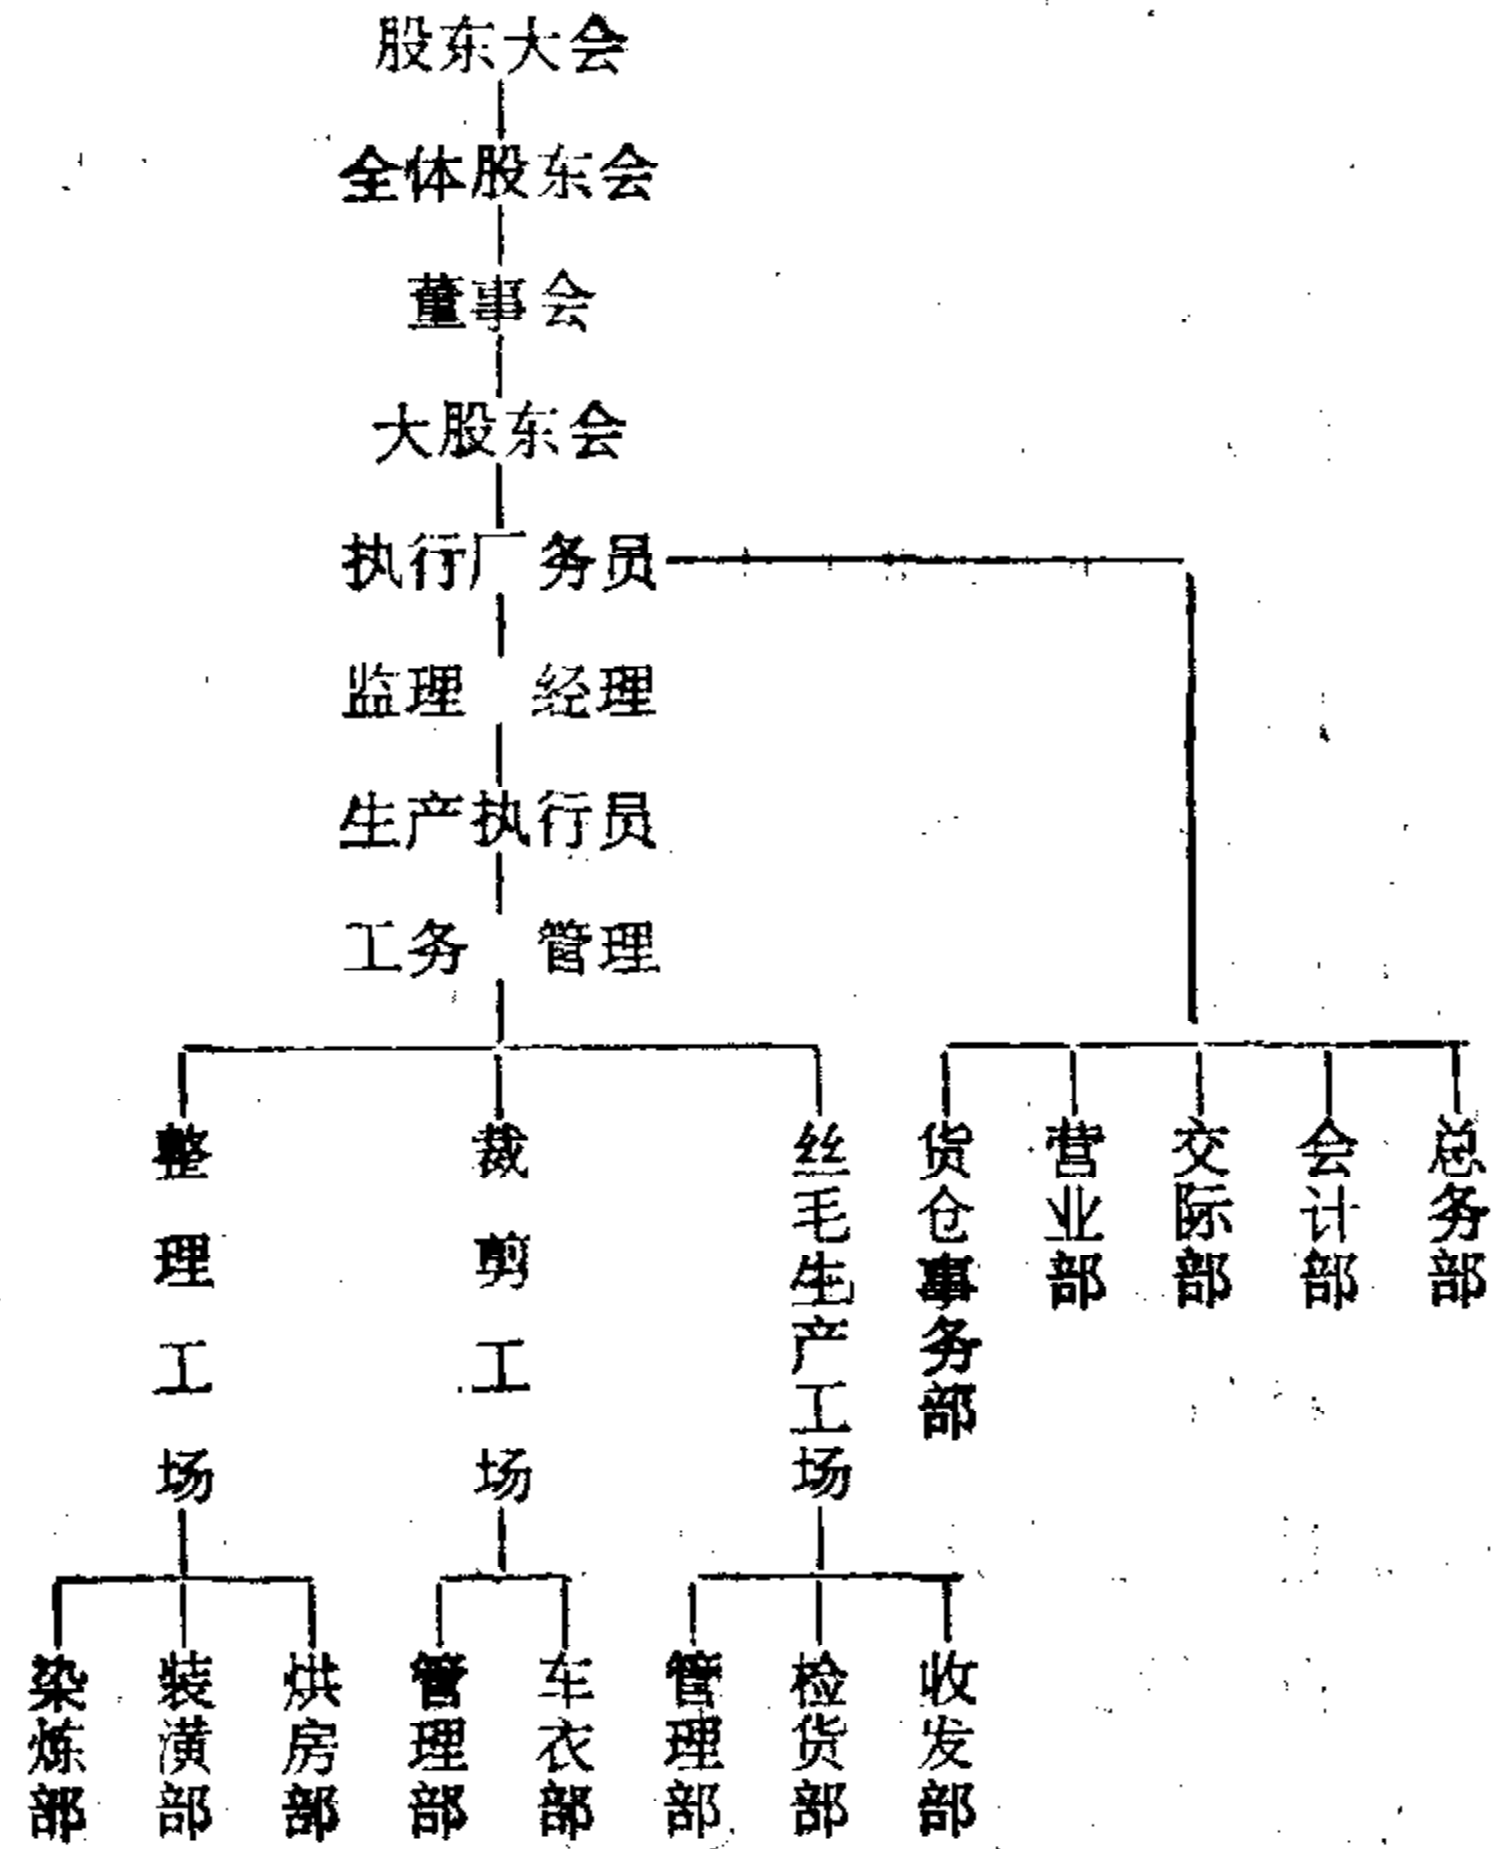 股东大会
全体股东会
董事会
大股东会
执行厂务员
监理 经理
生产执行员
工务 管理
整理工场
裁剪工场
丝毛生产工场
货仓事务部
营业部
交际部
会计部
总务部
染炼部
装潢部
烘房部
管理部
车衣部
管理部
检货部
收发部